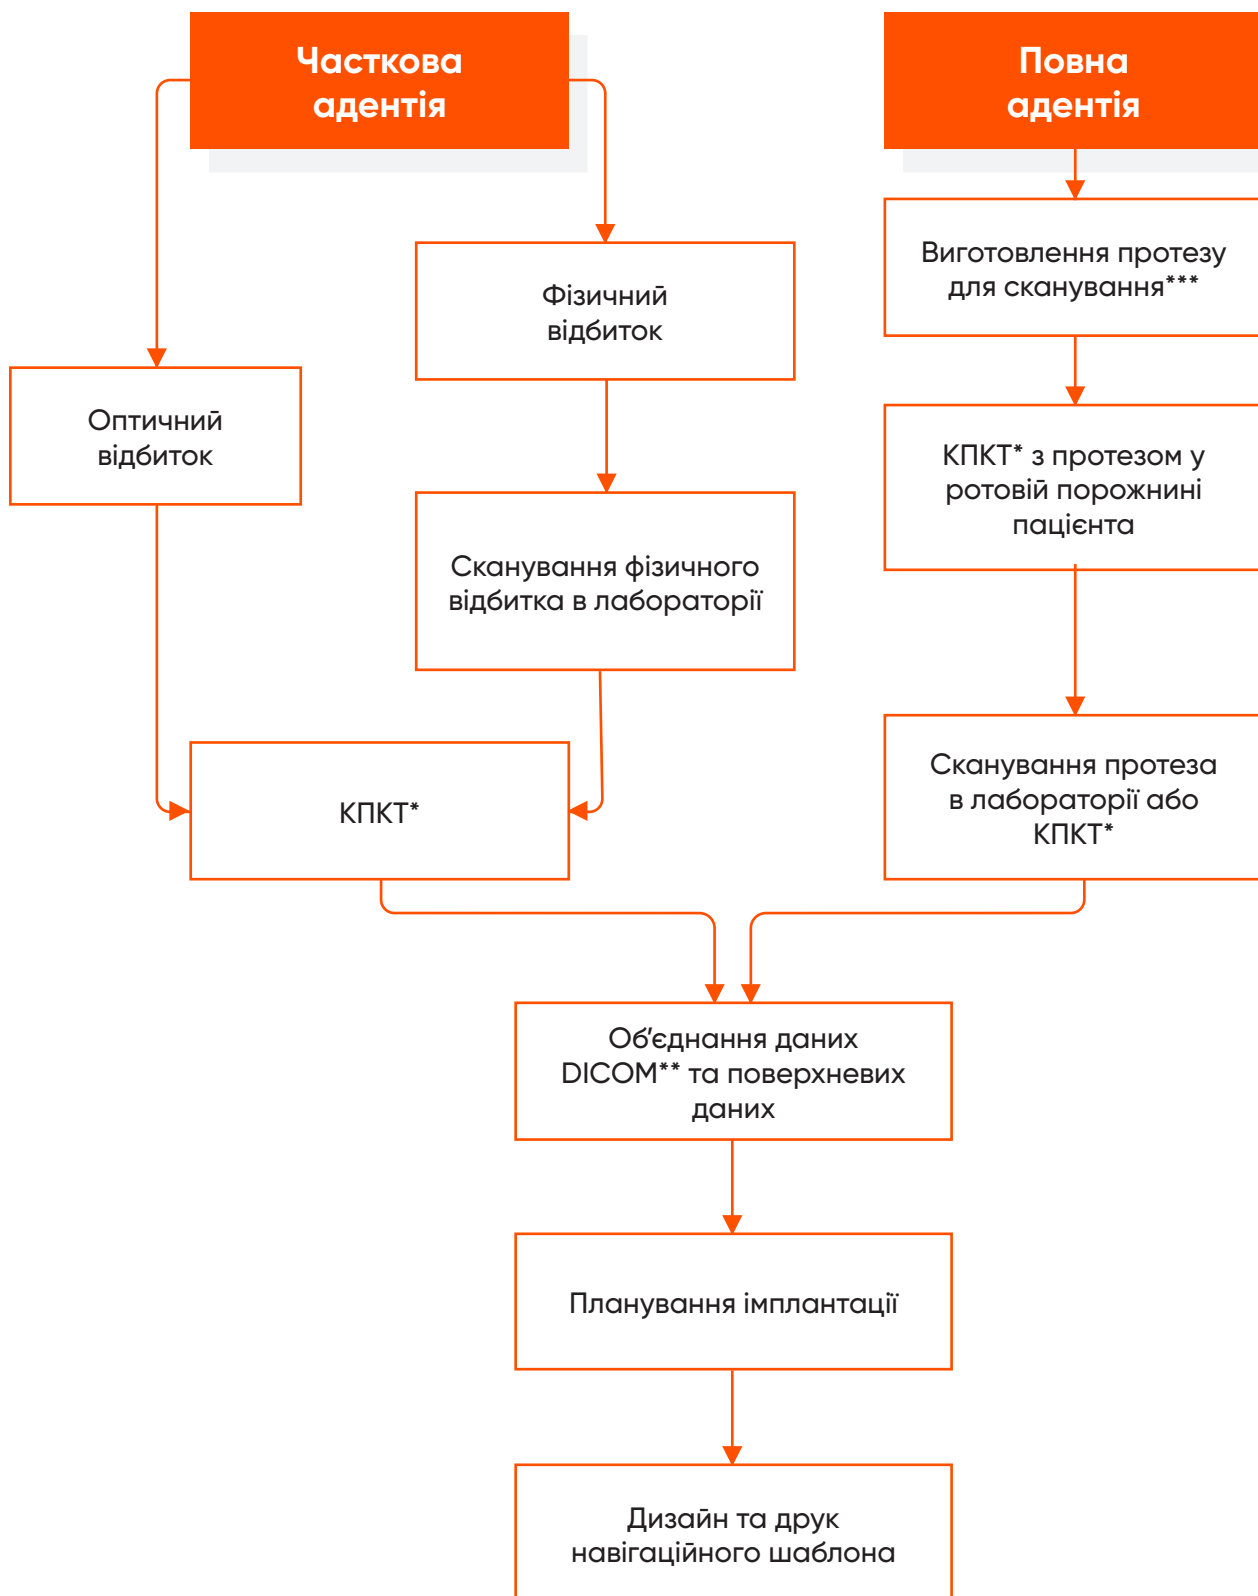 Часткова
адентія
Повна
адентія
Виготовлення протезу
для сканування***
Фізичний
відбиток
Оптичний
відбиток
КПКТ* з протезом у
ротовій порожнині
пацієнта
Сканування фізичного
відбитка в лабораторії
Сканування протеза
в лабораторії або
КПКТ*
КПКТ*
Об’єднання даних
DICOM** та поверхневих
даних
Планування імплантації
Дизайн та друк
навігаційного шаблона